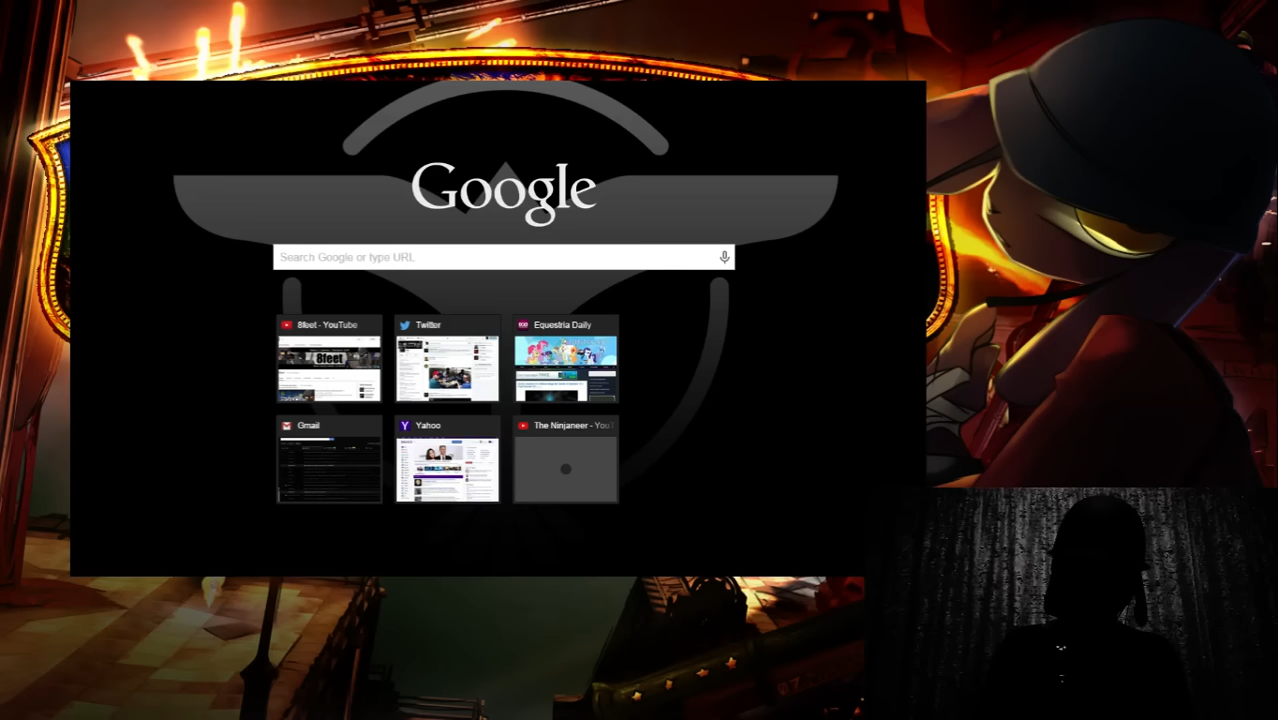 Google
Search Google or type URL
8feet - YouTube
Twitter
Equestria Daily
8feet
Gmail
Yahoo
The Ninjaneer - You